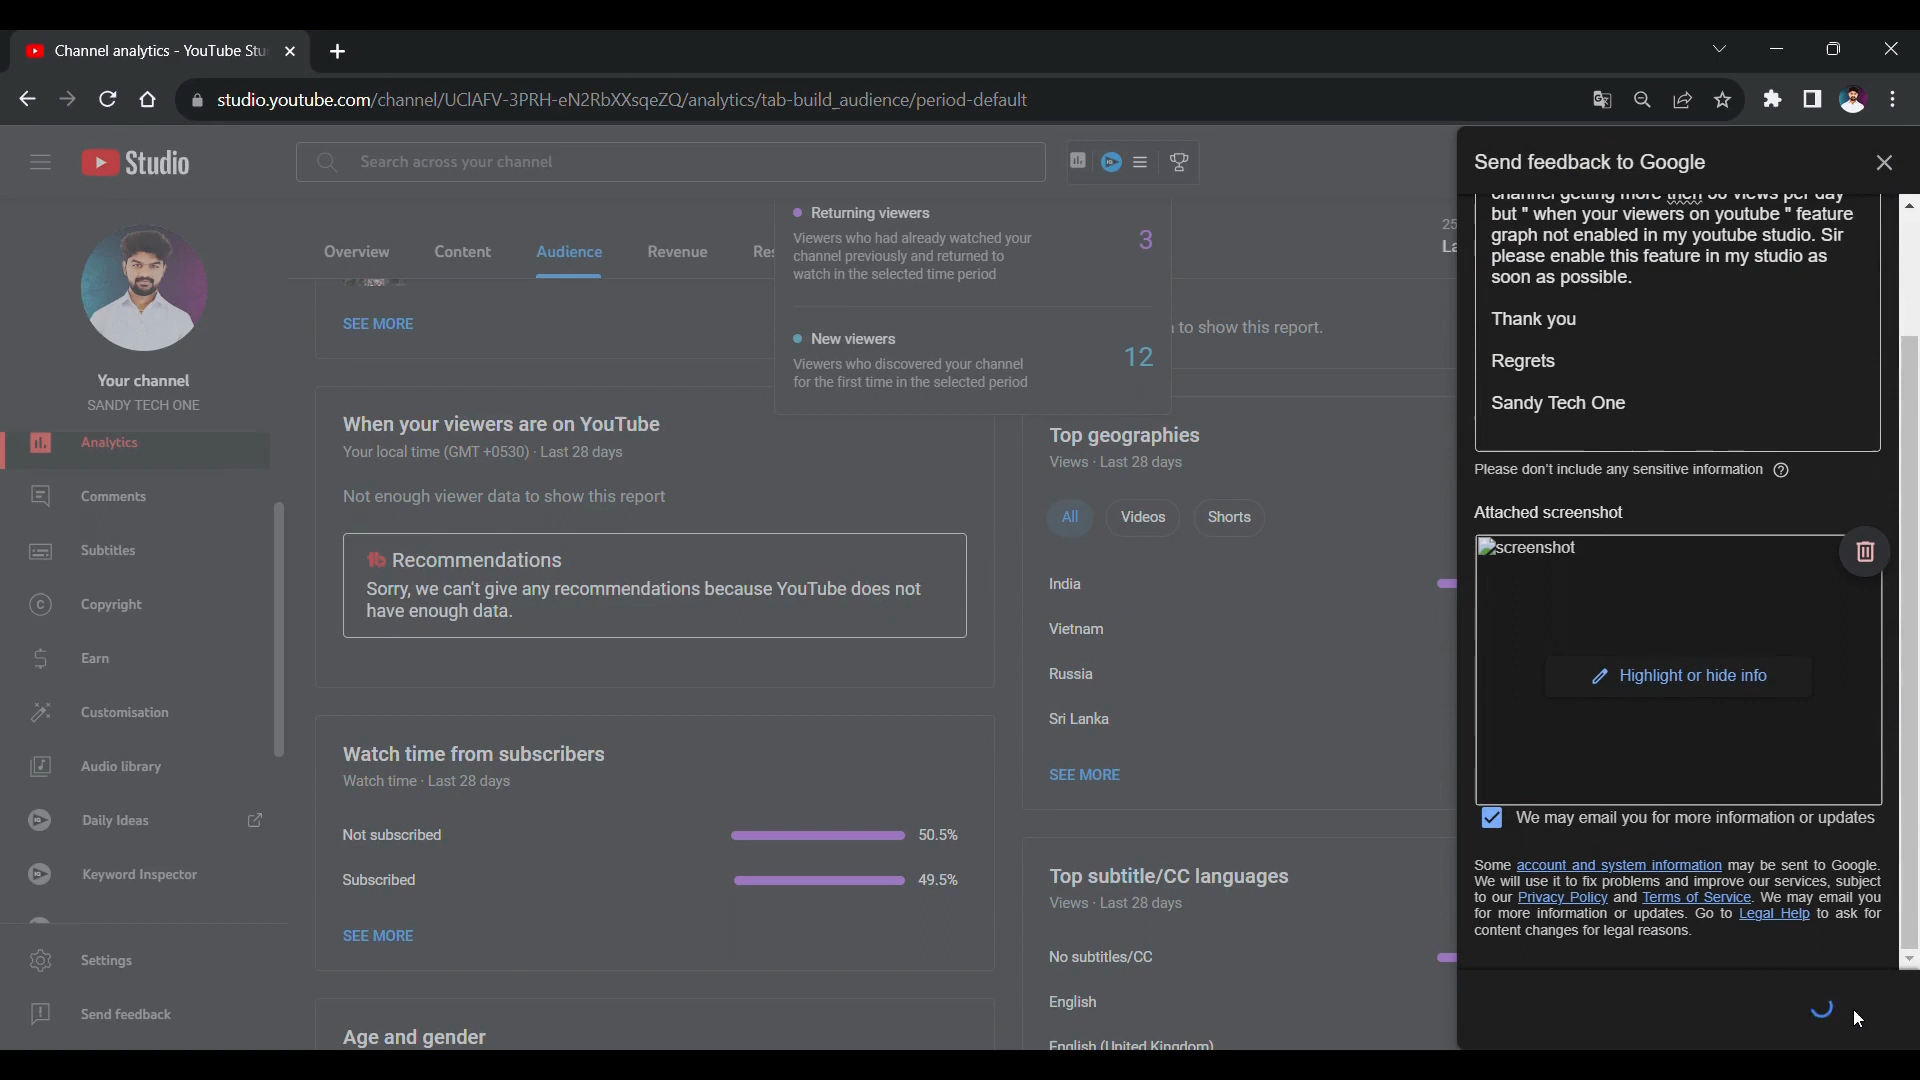 Channel analytics - YouTube Stu
studio.youtube.com/channel/UClAFV-3PRH-eN2RbXXsqeZQ/analytics/tab-build_audience/period-default
Studio
Search across your channel
Your channel
SANDY TECH ONE
Analytics
Comments
Subtitles
Copyright
Earn
Customisation
Audio library
Daily Ideas
Keyword Inspector
Settings
Send feedback
Overview
Content
Audience
Revenue
Res
25
La
SEE MORE
Returning viewers
Viewers who had already watched your
channel previously and returned to
watch in the selected time period
3
New viewers
Viewers who discovered your channel
for the first time in the selected period
12
to show this report.
When your viewers are on YouTube
Your local time (GMT +0530) · Last 28 days
Not enough viewer data to show this report
Recommendations
Sorry, we can't give any recommendations because YouTube does not
have enough data.
Watch time from subscribers
Watch time · Last 28 days
Not subscribed 50.5%
Subscribed 49.5%
SEE MORE
Age and gender
Top geographies
Views · Last 28 days
All
Videos
Shorts
India
Vietnam
Russia
Sri Lanka
SEE MORE
Top subtitle/CC languages
Views · Last 28 days
No subtitles/CC
English
English (United Kingdom)
Send feedback to Google
channel getting more then 50 views per day
but " when your viewers on youtube " feature
graph not enabled in my youtube studio. Sir
please enable this feature in my studio as
soon as possible.
Thank you
Regrets
Sandy Tech One
Please don't include any sensitive information
Attached screenshot
screenshot
Highlight or hide info
We may email you for more information or updates
Some account and system information may be sent to Google.
We will use it to fix problems and improve our services, subject
to our Privacy Policy and Terms of Service. We may email you
for more information or updates. Go to Legal Help to ask for
content changes for legal reasons.